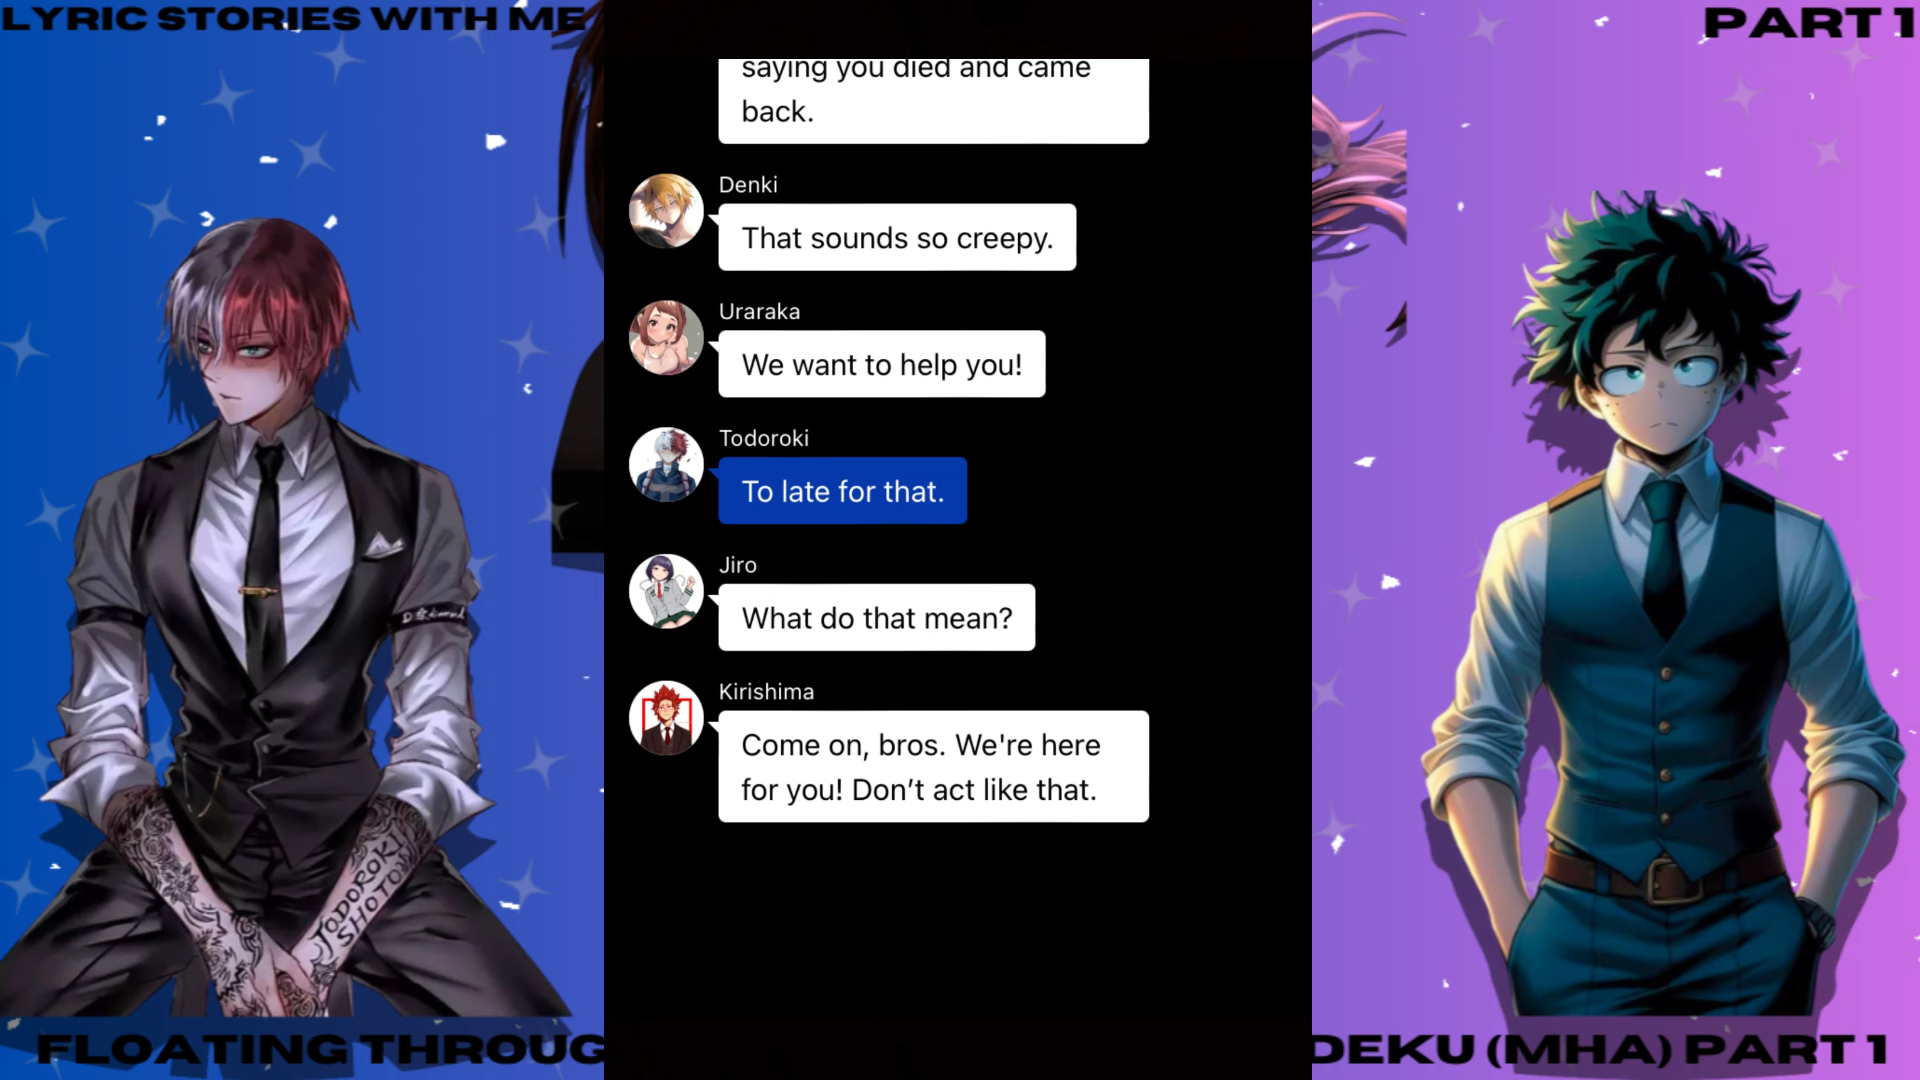 LYRIC STORIES WITH ME
PART 1
saying you died and came
back.
Denki
That sounds so creepy.
Uraraka
We want to help you!
Todoroki
To late for that.
Jiro
What do that mean?
Kirishima
Come on, bros. We're here
for you! Don’t act like that.
TODOROKI
SHOTO
FLOATING THROUG
DEKU (MHA) PART 1